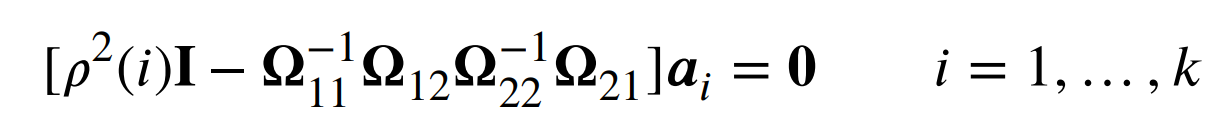 [ρ²(i)𝐈 − 𝛀₁₁⁻¹𝛀₁₂𝛀₂₂⁻¹𝛀₂₁]𝒂ᵢ = 𝟎 i = 1, … , k